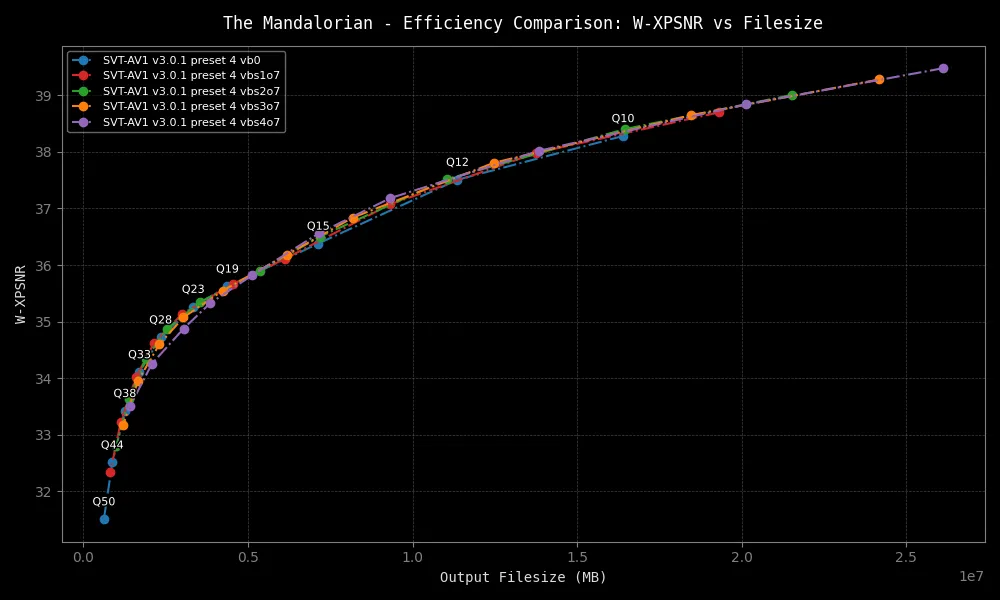 The Mandalorian - Efficiency Comparison: W-XPSNR vs Filesize
SVT-AV1 v3.0.1 preset 4 vb0
SVT-AV1 v3.0.1 preset 4 vbs1o7
SVT-AV1 v3.0.1 preset 4 vbs2o7
SVT-AV1 v3.0.1 preset 4 vbs3o7
SVT-AV1 v3.0.1 preset 4 vbs4o7
W-XPSNR
39
38
37
36
35
34
33
32
Q10
Q12
Q15
Q19
Q23
Q28
Q33
Q38
Q44
Q50
0.0
0.5
1.0
1.5
2.0
2.5
1e7
Output Filesize (MB)